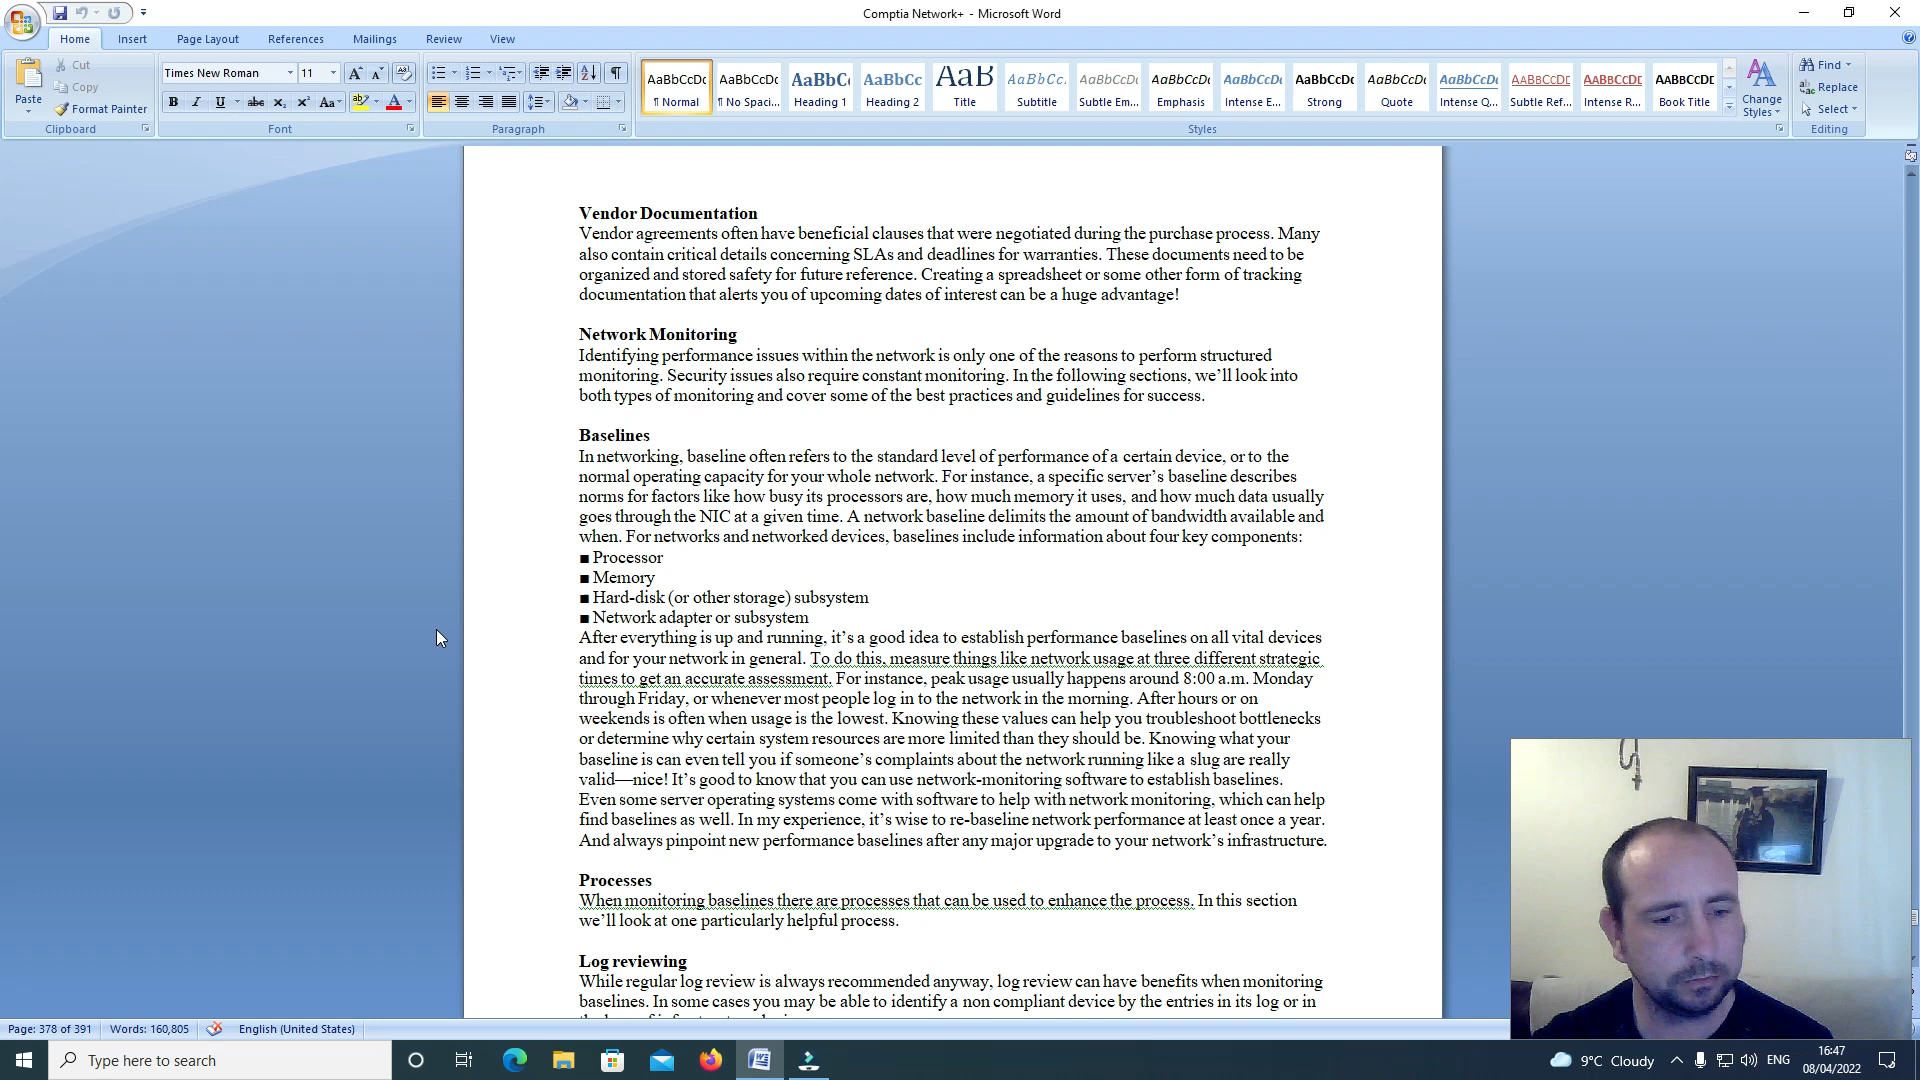 Comptia Network+ - Microsoft Word
Home Insert Page Layout References Mailings Review View
Paste Cut Copy Format Painter
Times New Roman 11
AaBbCcDc AaBbCcDc AaBbC AaBbCc AaB AaBbCc. AaBbCcDc AaBbCcDc AaBbCcDc AaBbCcDc AaBbCcDc AaBbCcDc AABBCCDE AABBCCDE AABBCCDE
¶ Normal ¶ No Spaci... Heading 1 Heading 2 Title Subtitle Subtle Em... Emphasis Intense E... Strong Quote Intense Q... Subtle Ref... Intense R... Book Title
Change Styles
Find
Replace
Select
Clipboard Font Paragraph Styles Editing
Vendor Documentation
Vendor agreements often have beneficial clauses that were negotiated during the purchase process. Many
also contain critical details concerning SLAs and deadlines for warranties. These documents need to be
organized and stored safety for future reference. Creating a spreadsheet or some other form of tracking
documentation that alerts you of upcoming dates of interest can be a huge advantage!
Network Monitoring
Identifying performance issues within the network is only one of the reasons to perform structured
monitoring. Security issues also require constant monitoring. In the following sections, we’ll look into
both types of monitoring and cover some of the best practices and guidelines for success.
Baselines
In networking, baseline often refers to the standard level of performance of a certain device, or to the
normal operating capacity for your whole network. For instance, a specific server’s baseline describes
norms for factors like how busy its processors are, how much memory it uses, and how much data usually
goes through the NIC at a given time. A network baseline delimits the amount of bandwidth available and
when. For networks and networked devices, baselines include information about four key components:
■ Processor
■ Memory
■ Hard-disk (or other storage) subsystem
■ Network adapter or subsystem
After everything is up and running, it’s a good idea to establish performance baselines on all vital devices
and for your network in general. To do this, measure things like network usage at three different strategic
times to get an accurate assessment. For instance, peak usage usually happens around 8:00 a.m. Monday
through Friday, or whenever most people log in to the network in the morning. After hours or on
weekends is often when usage is the lowest. Knowing these values can help you troubleshoot bottlenecks
or determine why certain system resources are more limited than they should be. Knowing what your
baseline is can even tell you if someone’s complaints about the network running like a slug are really
valid—nice! It’s good to know that you can use network-monitoring software to establish baselines.
Even some server operating systems come with software to help with network monitoring, which can help
find baselines as well. In my experience, it’s wise to re-baseline network performance at least once a year.
And always pinpoint new performance baselines after any major upgrade to your network’s infrastructure.
Processes
When monitoring baselines there are processes that can be used to enhance the process. In this section
we’ll look at one particularly helpful process.
Log reviewing
While regular log review is always recommended anyway, log review can have benefits when monitoring
baselines. In some cases you may be able to identify a non compliant device by the entries in its log or in
Page: 378 of 391 Words: 160,805 English (United States)
Type here to search
9°C Cloudy ENG
16:47
08/04/2022